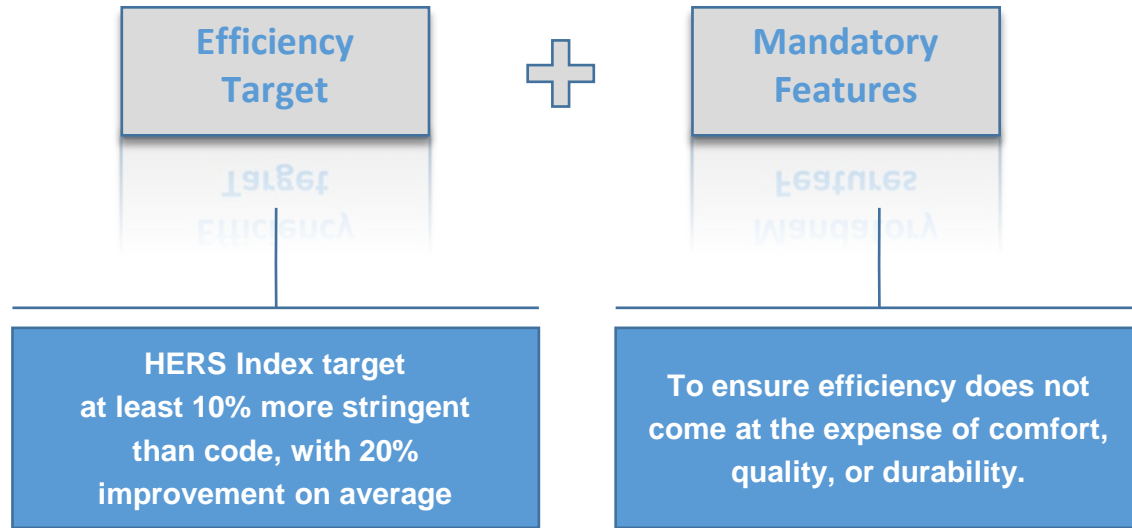 Efficiency
Target
Mandatory
Features
HERS Index target
at least 10% more stringent
than code, with 20%
improvement on average
To ensure efficiency does not
come at the expense of comfort,
quality, or durability.